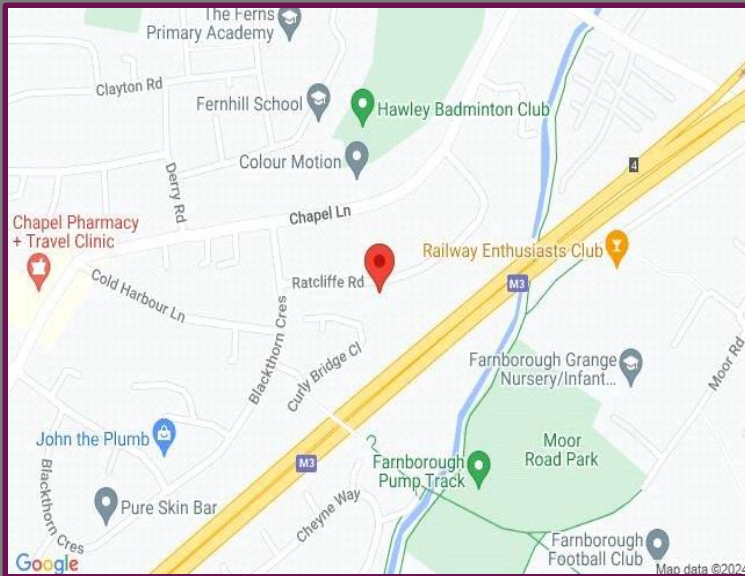 The Ferns
Primary Academy
Clayton Rd
Fernhill School
Hawley Badminton Club
Colour Motion
4
Derry Rd
Chapel Ln
Chapel Pharmacy
+ Travel Clinic
Railway Enthusiasts Club
Cold Harbour Ln
Ratcliffe Rd
M3
Blackthorn Cres
Curly Bridge Cl
Farnborough Grange
Nursery/Infant...
Moor Rd
John the Plumb
Moor
Road Park
M3
Farnborough
Pump Track
Blackthorn Cres
Pure Skin Bar
Cheyne Way
Farnborough
Football Club
Google
Map data ©2024